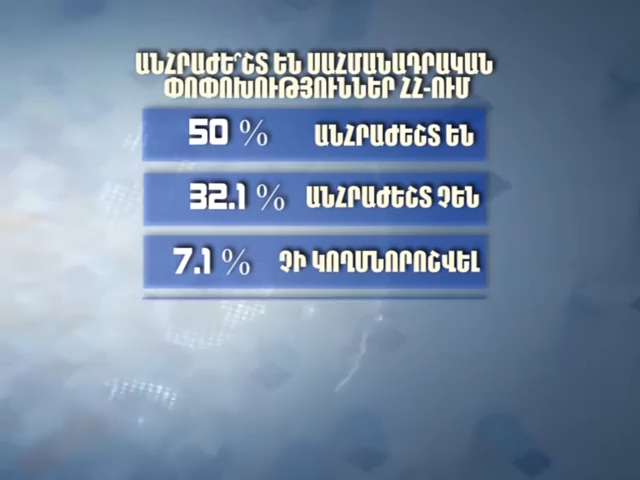 ԱՆՀՐԱԺԵ՞ՇՏ ԵՆ ՍԱՀՄԱՆԱԴՐԱԿԱՆ
ՓՈՓՈԽՈՒԹՅՈՒՆՆԵՐ ՀՀ-ՈՒՄ
50 % ԱՆՀՐԱԺԵՇՏ ԵՆ
32.1 % ԱՆՀՐԱԺԵՇՏ ՉԵՆ
7.1 % ՉԻ ԿՈՂՄՆՈՐՈՇՎԵԼ